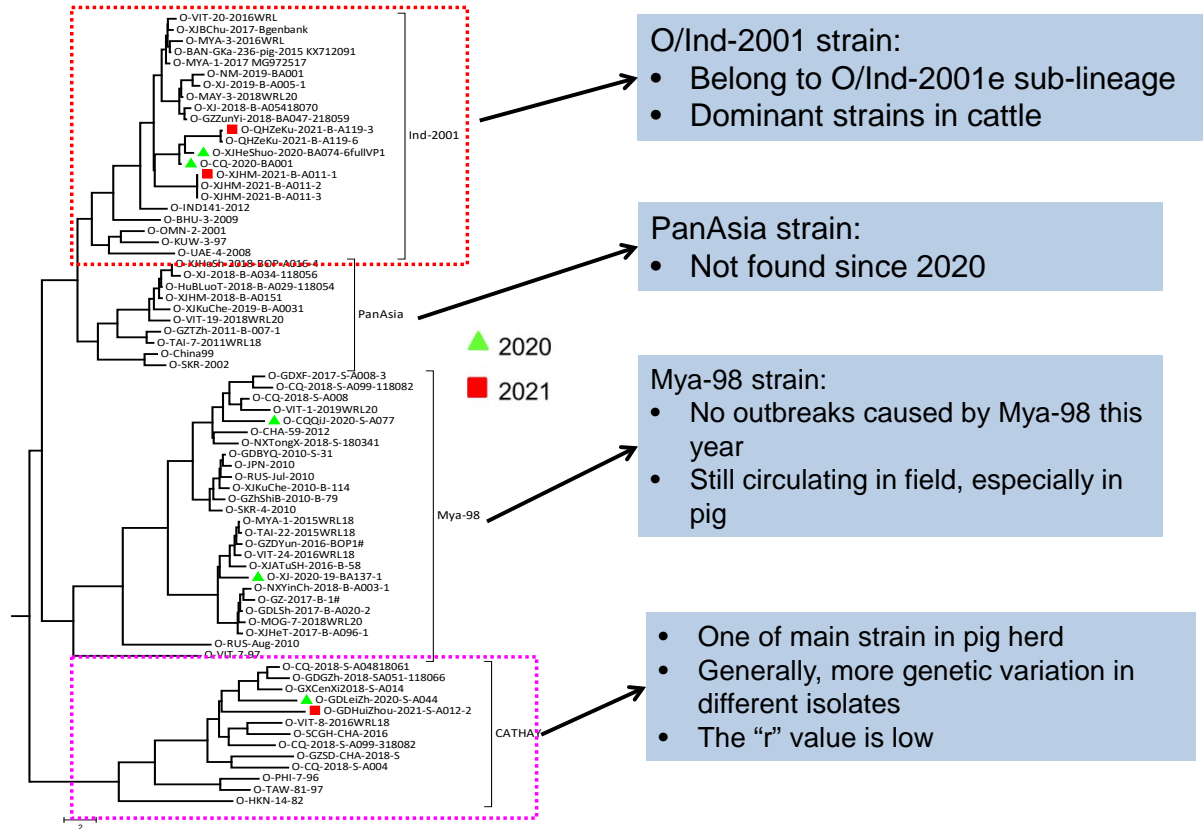 O-VIT-20-2016WRL
O-XJBChu-2017-Bgenbank
O-MYA-3-2016WRL
O-BAN-GKa-236-pig-2015 KX712091
O-MYA-1-2017 MG972517
O-NM-2019-BA001
O-XJ-2019-B-A005-1
O-MAY-3-2018WRL20
O-XJ-2018-B-A05418070
O-GZZunYi-2018-BA047-218059
O-QHZeKu-2021-B-A119-3
O-QHZeKu-2021-B-A119-6
O-XJHeShuo-2020-BA074-6fullVP1
O-CQ-2020-BA001
O-XJHM-2021-B-A011-1
O-XJHM-2021-B-A011-2
O-XJHM-2021-B-A011-3
O-IND141-2012
O-BHU-3-2009
O-OMN-2-2001
O-KUW-3-97
O-UAE-4-2008
Ind-2001
O-XJHeSh-2018-BOP-A016-4
O-XJ-2018-B-A034-118056
O-HuBLuoT-2018-B-A029-118054
O-XJHM-2018-B-A0151
O-XJKuChe-2019-B-A0031
O-VIT-19-2018WRL20
O-GZTZh-2011-B-007-1
O-TAI-7-2011WRL18
O-China99
O-SKR-2002
PanAsia
O-GDXF-2017-S-A008-3
O-CQ-2018-S-A099-118082
O-CQ-2018-S-A008
O-VIT-1-2019WRL20
O-CQQiJ-2020-S-A077
O-CHA-59-2012
O-NXTongX-2018-S-180341
O-GDBYQ-2010-S-31
O-JPN-2010
O-RUS-Jul-2010
O-XJKuChe-2010-B-114
O-GZhShiB-2010-B-79
O-SKR-4-2010
O-MYA-1-2015WRL18
O-TAI-22-2015WRL18
O-GZDYun-2016-BOP1#
O-VIT-24-2016WRL18
O-XJATuSH-2016-B-58
O-XJ-2020-19-BA137-1
O-NXYinCh-2018-B-A003-1
O-GZ-2017-B-1#
O-GDLSh-2017-B-A020-2
O-MOG-7-2018WRL20
O-XJHeT-2017-B-A096-1
O-RUS-Aug-2010
O-VIT-7-97
Mya-98
O-CQ-2018-S-A04818061
O-GDGZh-2018-SA051-118066
O-GXCenXi2018-S-A014
O-GDLeiZh-2020-S-A044
O-GDHuiZhou-2021-S-A012-2
O-VIT-8-2016WRL18
O-SCGH-CHA-2016
O-CQ-2018-S-A099-318082
O-GZSD-CHA-2018-S
O-CQ-2018-S-A004
O-PHI-7-96
O-TAW-81-97
O-HKN-14-82
CATHAY
2
2020
2021
O/Ind-2001 strain:
• Belong to O/Ind-2001e sub-lineage
• Dominant strains in cattle
PanAsia strain:
• Not found since 2020
Mya-98 strain:
• No outbreaks caused by Mya-98 this
year
• Still circulating in field, especially in
pig
• One of main strain in pig herd
• Generally, more genetic variation in
different isolates
• The “r” value is low